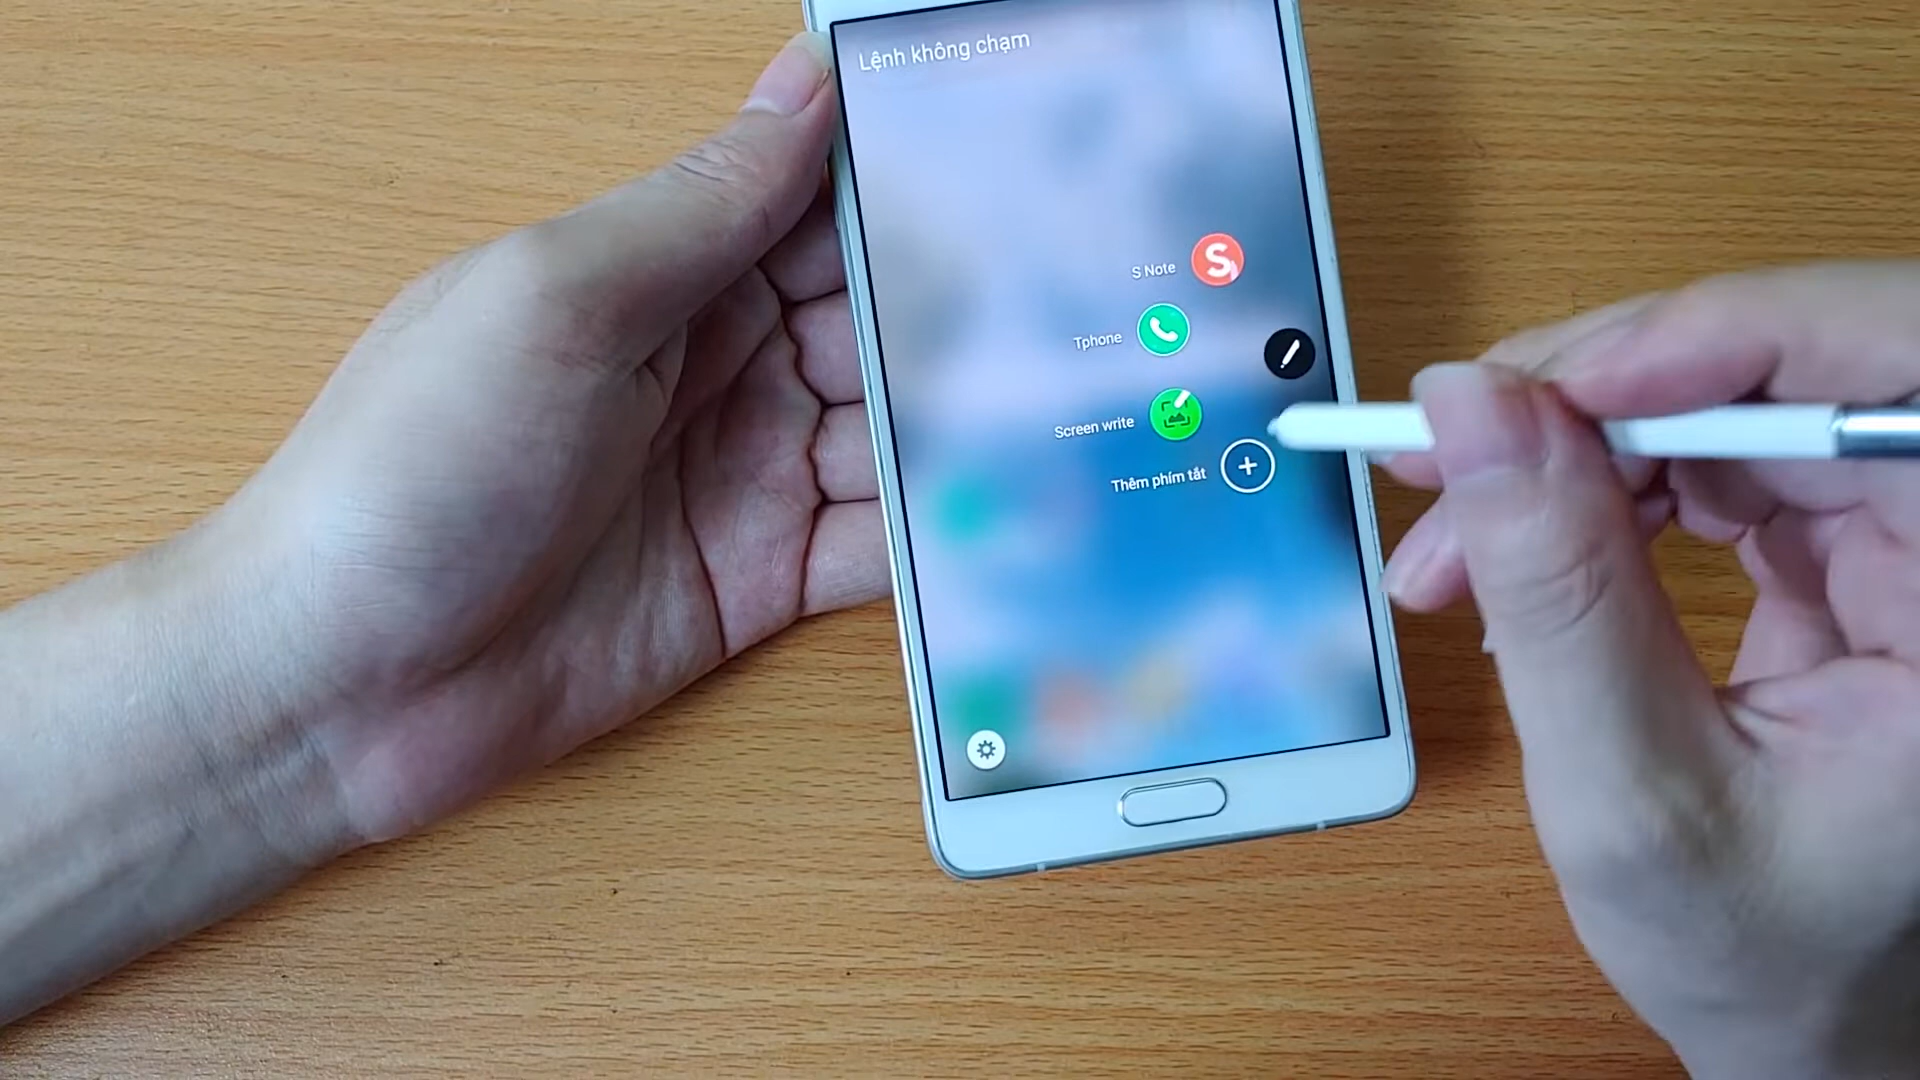 Lệnh không chạm
S Note
S
Tphone
Screen write
Thêm phím tắt